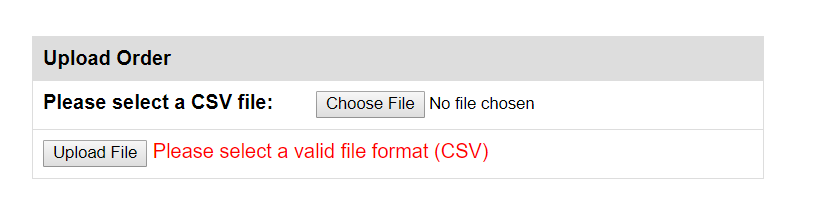 Upload Order
Please select a CSV file: Choose File No file chosen
Upload File Please select a valid file format (CSV)